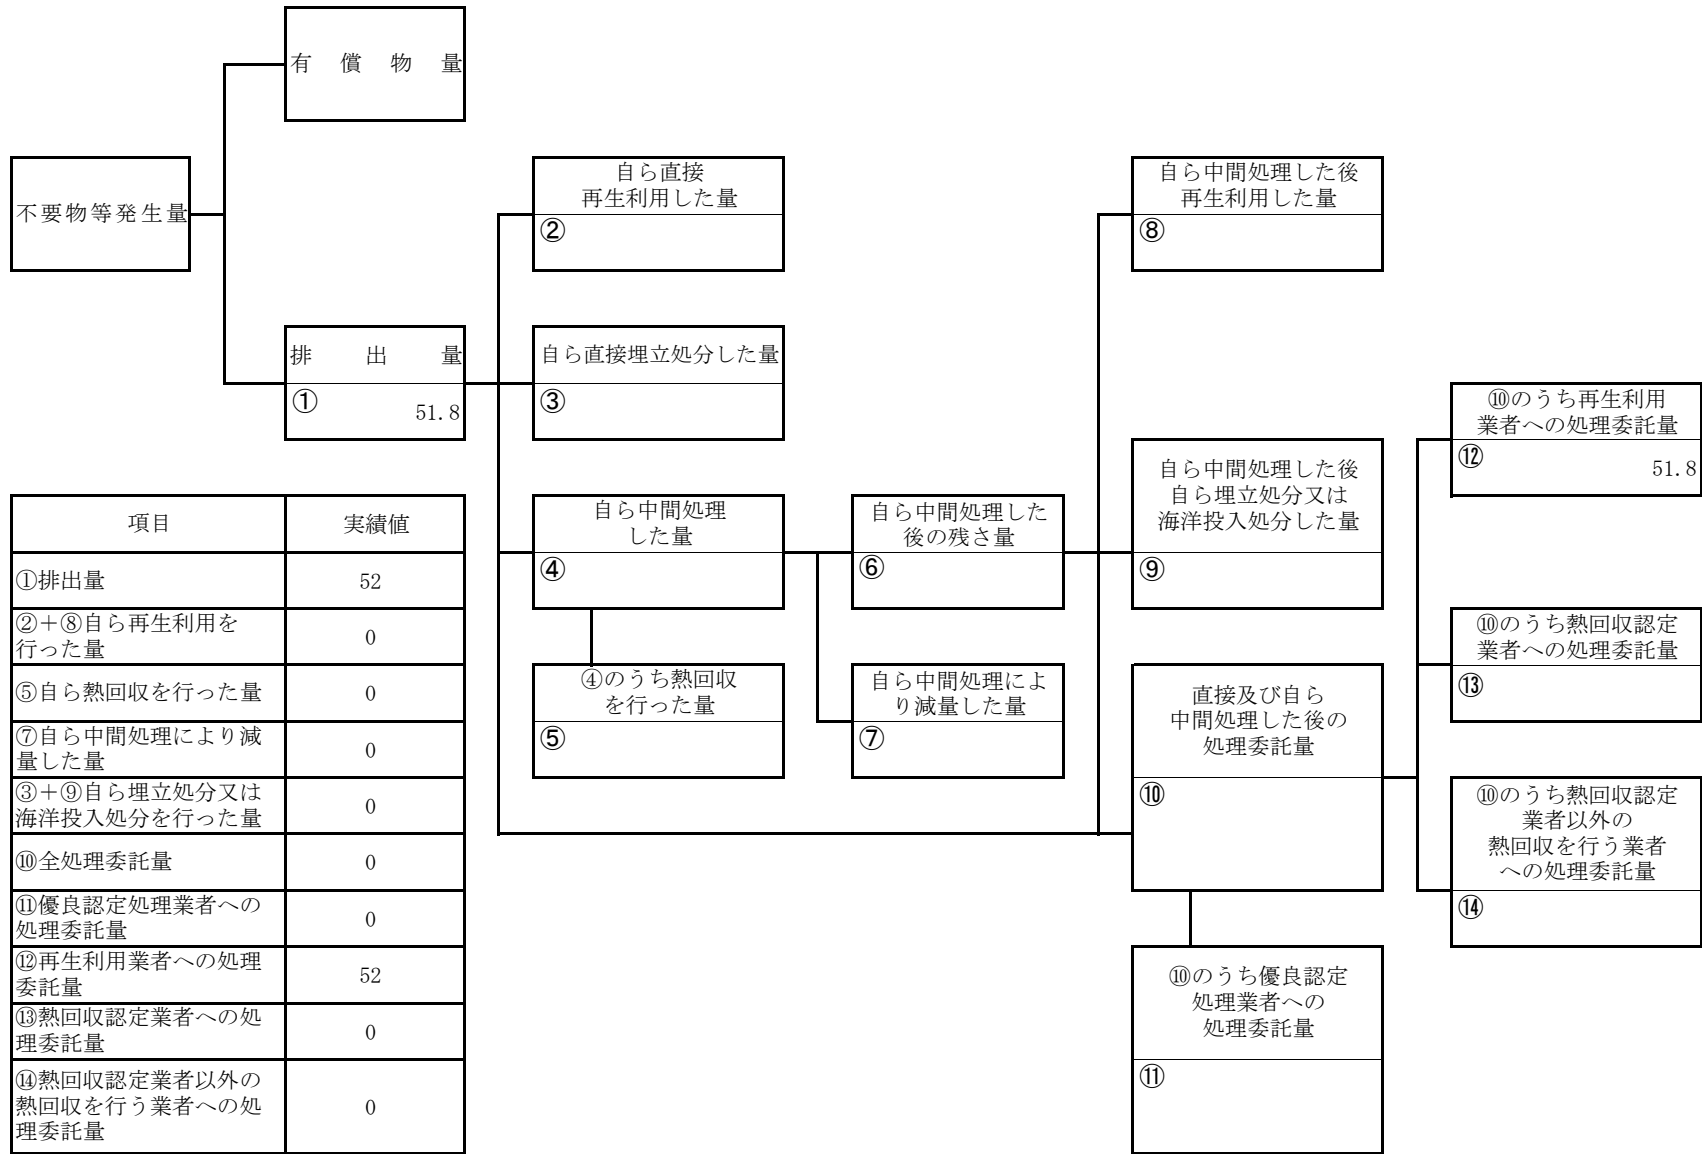 有償物量
不要物等発生量
排出量
①
51.8
自ら直接
再生利用した量
②
自ら直接埋立処分した量
③
自ら中間処理
した量
④
④のうち熱回収
を行った量
⑤
自ら中間処理した
後の残さ量
⑥
自ら中間処理によ
り減量した量
⑦
自ら中間処理した後
再生利用した量
⑧
自ら中間処理した後
自ら埋立処分又は
海洋投入処分した量
⑨
直接及び自ら
中間処理した後の
処理委託量
⑩
⑩のうち優良認定
処理業者への
処理委託量
⑪
⑩のうち再生利用
業者への処理委託量
⑫
51.8
⑩のうち熱回収認定
業者への処理委託量
⑬
⑩のうち熱回収認定
業者以外の
熱回収を行う業者
への処理委託量
⑭
項目 実績値
①排出量 52
②＋⑧自ら再生利用を
行った量 0
⑤自ら熱回収を行った量 0
⑦自ら中間処理により減
量した量 0
③＋⑨自ら埋立処分又は
海洋投入処分を行った量 0
⑩全処理委託量 0
⑪優良認定処理業者への
処理委託量 0
⑫再生利用業者への処理
委託量 52
⑬熱回収認定業者への処
理委託量 0
⑭熱回収認定業者以外の
熱回収を行う業者への処
理委託量 0